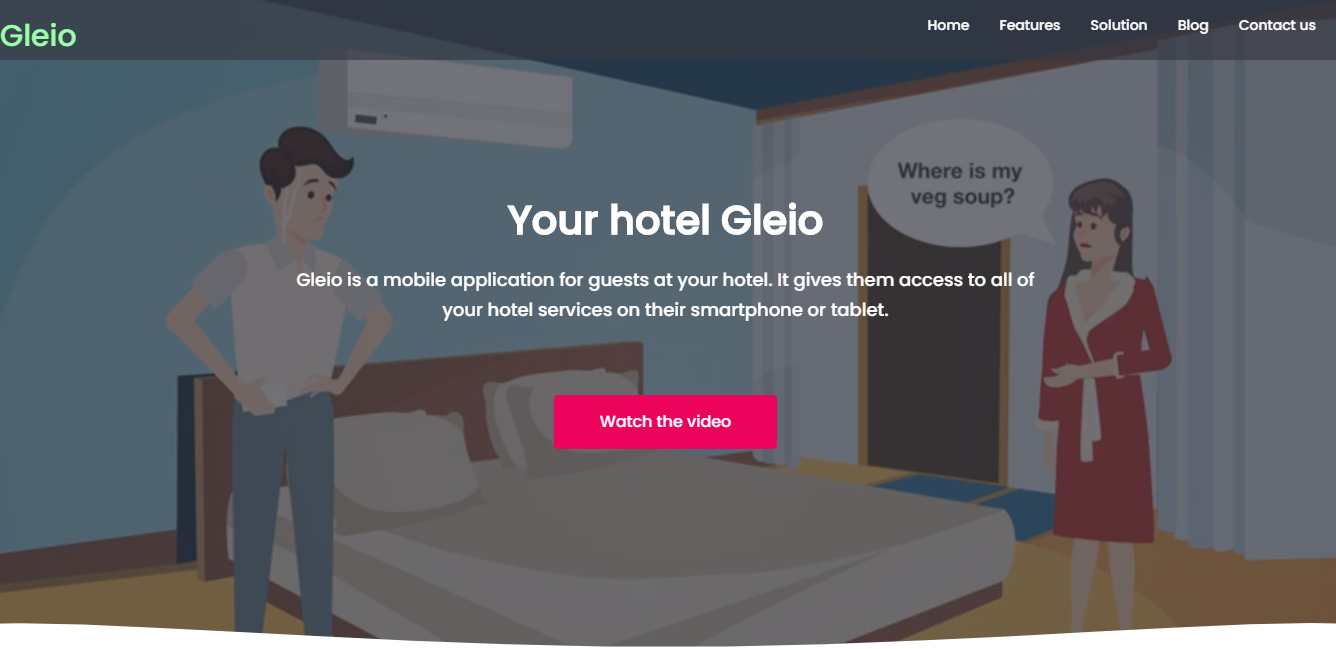 Gleio
Home
Features
Solution
Blog
Contact us
Where is my
veg soup?
Your hotel Gleio
Gleio is a mobile application for guests at your hotel. It gives them access to all of
your hotel services on their smartphone or tablet.
Watch the video